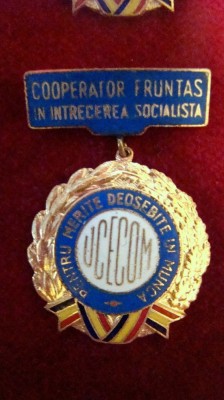 COOPERATOR FRUNTAS
IN INTRECEREA SOCIALISTA
PENTRU MERITE DEOSEBITE IN MUNCA
UCECOM